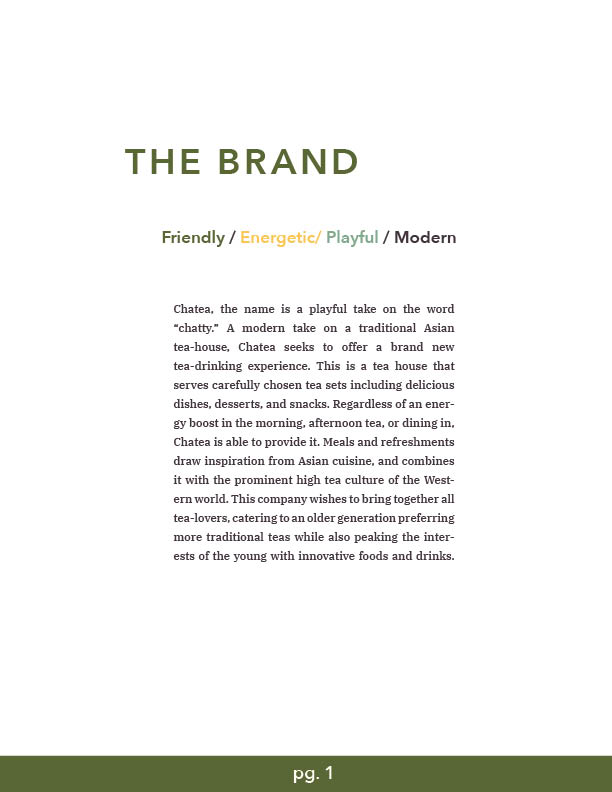 THE BRAND
Friendly / Energetic/ Playful / Modern
Chatea, the name is a playful take on the word
“chatty.” A modern take on a traditional Asian
tea-house, Chatea seeks to offer a brand new
tea-drinking experience. This is a tea house that
serves carefully chosen tea sets including delicious
dishes, desserts, and snacks. Regardless of an ener-
gy boost in the morning, afternoon tea, or dining in,
Chatea is able to provide it. Meals and refreshments
draw inspiration from Asian cuisine, and combines
it with the prominent high tea culture of the West-
ern world. This company wishes to bring together all
tea-lovers, catering to an older generation preferring
more traditional teas while also peaking the inter-
ests of the young with innovative foods and drinks.
pg. 1